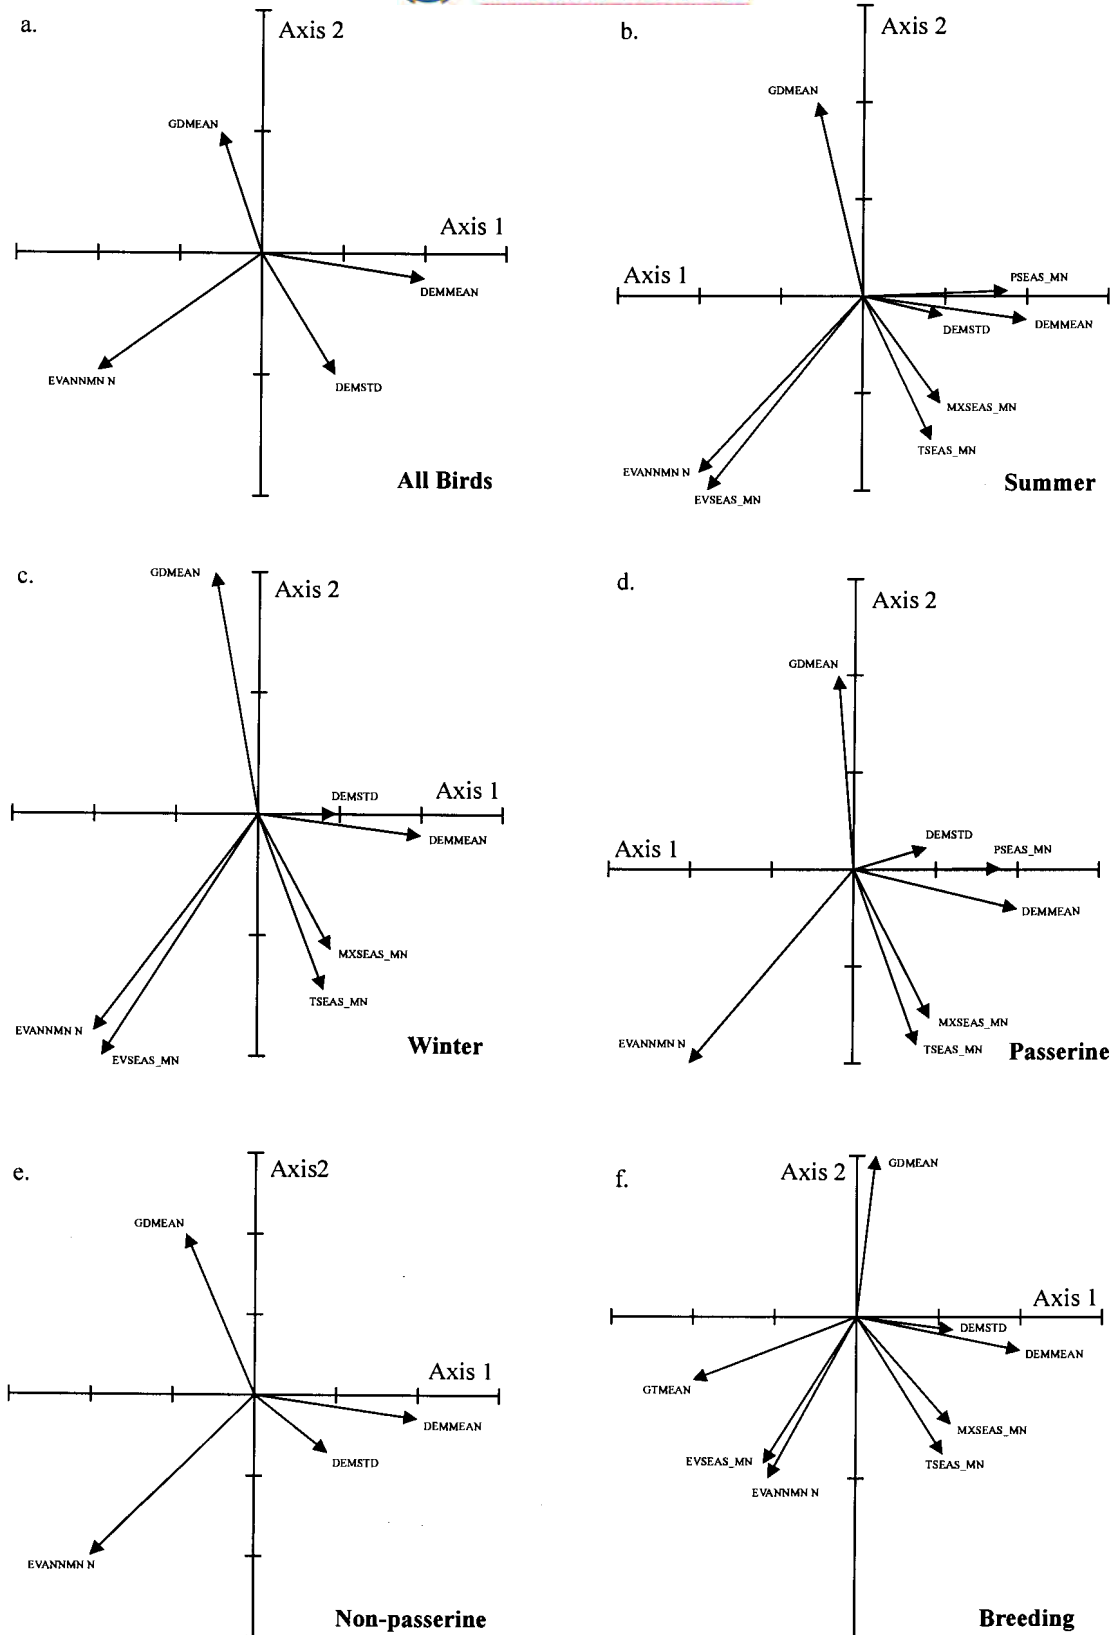 a.
Axis 2
GDMEAN
Axis 1
DEMMEAN
EVANNMN N
DEMSTD
All Birds
b.
Axis 2
GDMEAN
Axis 1
PSEAS_MN
DEMSTD
DEMMEAN
MXSEAS_MN
TSEAS_MN
EVANNMN N
EVSEAS_MN
Summer
c.
GDMEAN
Axis 2
DEMSTD
Axis 1
DEMMEAN
MXSEAS_MN
TSEAS_MN
EVANNMN N
EVSEAS_MN
Winter
d.
Axis 2
GDMEAN
DEMSTD
Axis 1
PSEAS_MN
DEMMEAN
MXSEAS_MN
EVANNMN N
TSEAS_MN
Passerine
e.
Axis2
GDMEAN
Axis 1
DEMMEAN
DEMSTD
EVANNMN N
Non-passerine
f.
Axis 2
GDMEAN
Axis 1
DEMSTD
DEMMEAN
GTMEAN
MXSEAS_MN
EVSEAS_MN
TSEAS_MN
EVANNMN N
Breeding